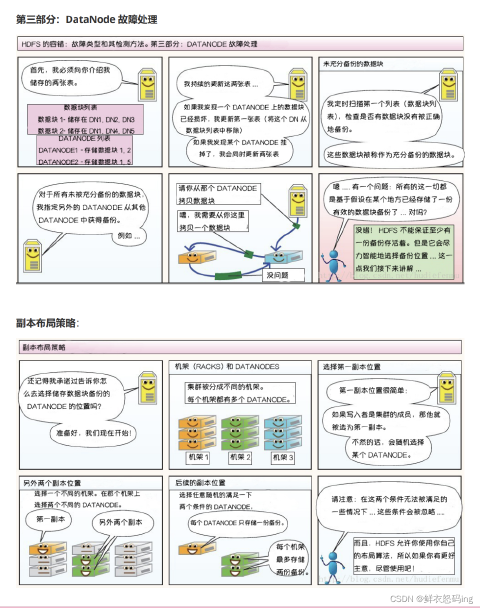 第三部分：DataNode 故障处理
HDFS 的容错：故障类型和其检测方法。第三部分：DATANODE 故障处理
首先，我必须向你介绍我
储存的两张表。
数据块列表
数据块 1- 储存在 DN1, DN2, DN3
数据块 2- 储存在 DN1, DN4, DN5
DATANODE 列表
DATANODE1 - 存储数据块 1, 2
DATANODE2 - 存储数据块 1, 5
我持续的更新这两张表 ...
如果我发现一个 DATANODE 上的数据块
已经损坏，我更新第一张表（将这个 DN 从
数据块列表中移除）
如果我发现某个 DATANODE 挂
掉了，我会同时更新两张表
未充分备份的数据块
我定时扫描第一个列表（数据块列
表），检查是否有数据块没有被正确
地备份。
这些数据块被称作为充分备份的数据块。
对于所有未被充分备份的数据块，
我指定另外的 DATANODE 从其他
DATANODE 中获得备份。
例如 ...
请你从那个 DATANODE
拷贝数据块
嗯，我需要从你这里
拷贝一个数据块
没问题
嗯 ... 有一个问题：所有的这一切都
是基于假设在某个地方已经存储了一份
有效的数据块备份了 ... 对吗？
没错！ HDFS 不能保证至少有
一份备份存活着。但是它会尽
力智能地选择备份位置 ... 这一
点我们接下来讲解 ...
副本布局策略：
副本布局策略
还记得我承诺过告诉你怎
么去选择储存数据块备份的
DATANODE 的位置吗？
准备好，我们现在开始！
机架（RACKS）和 DATANODES
集群被分成不同的机架。
每个机架都有多个 DATANODE。
机架 1
机架 2
机架 3
选择第一副本位置
第一副本位置很简单：
如果写入者是集群的成员，那他就
被选为第一副本。
不然的话，会随机选择
某个 DATANODE。
另外两个副本位置
选择一个不同的机架。在那个机架上
选择两个不同的 DATANODE。
第一副本
另外两个副本
后续的副本位置
选择任意随机的满足一下
两个条件的 DATANODE。
每个 DATANODE 只存储一份备份。
每个机架
最多存储
两份备份。
请注意：在这两个条件无法被满足的
一些情况下 ... 这些条件会被忽略 ...
而且，HDFS 允许你使用你自己
的布局算法，所以如果你有更好
主意，尽管使用吧！
CSDN @鲜衣怒码ing